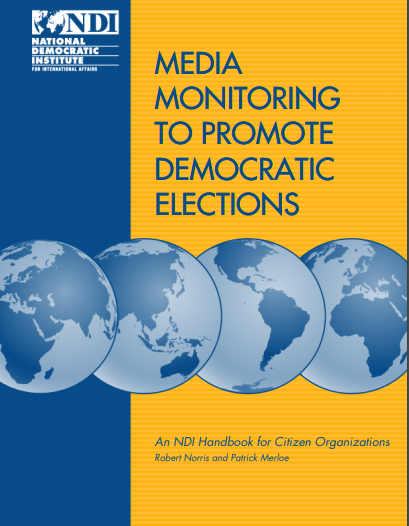 NDI
NATIONAL
DEMOCRATIC
INSTITUTE
FOR INTERNATIONAL AFFAIRS
MEDIA
MONITORING
TO PROMOTE
DEMOCRATIC
ELECTIONS
An NDI Handbook for Citizen Organizations
Robert Norris and Patrick Merloe